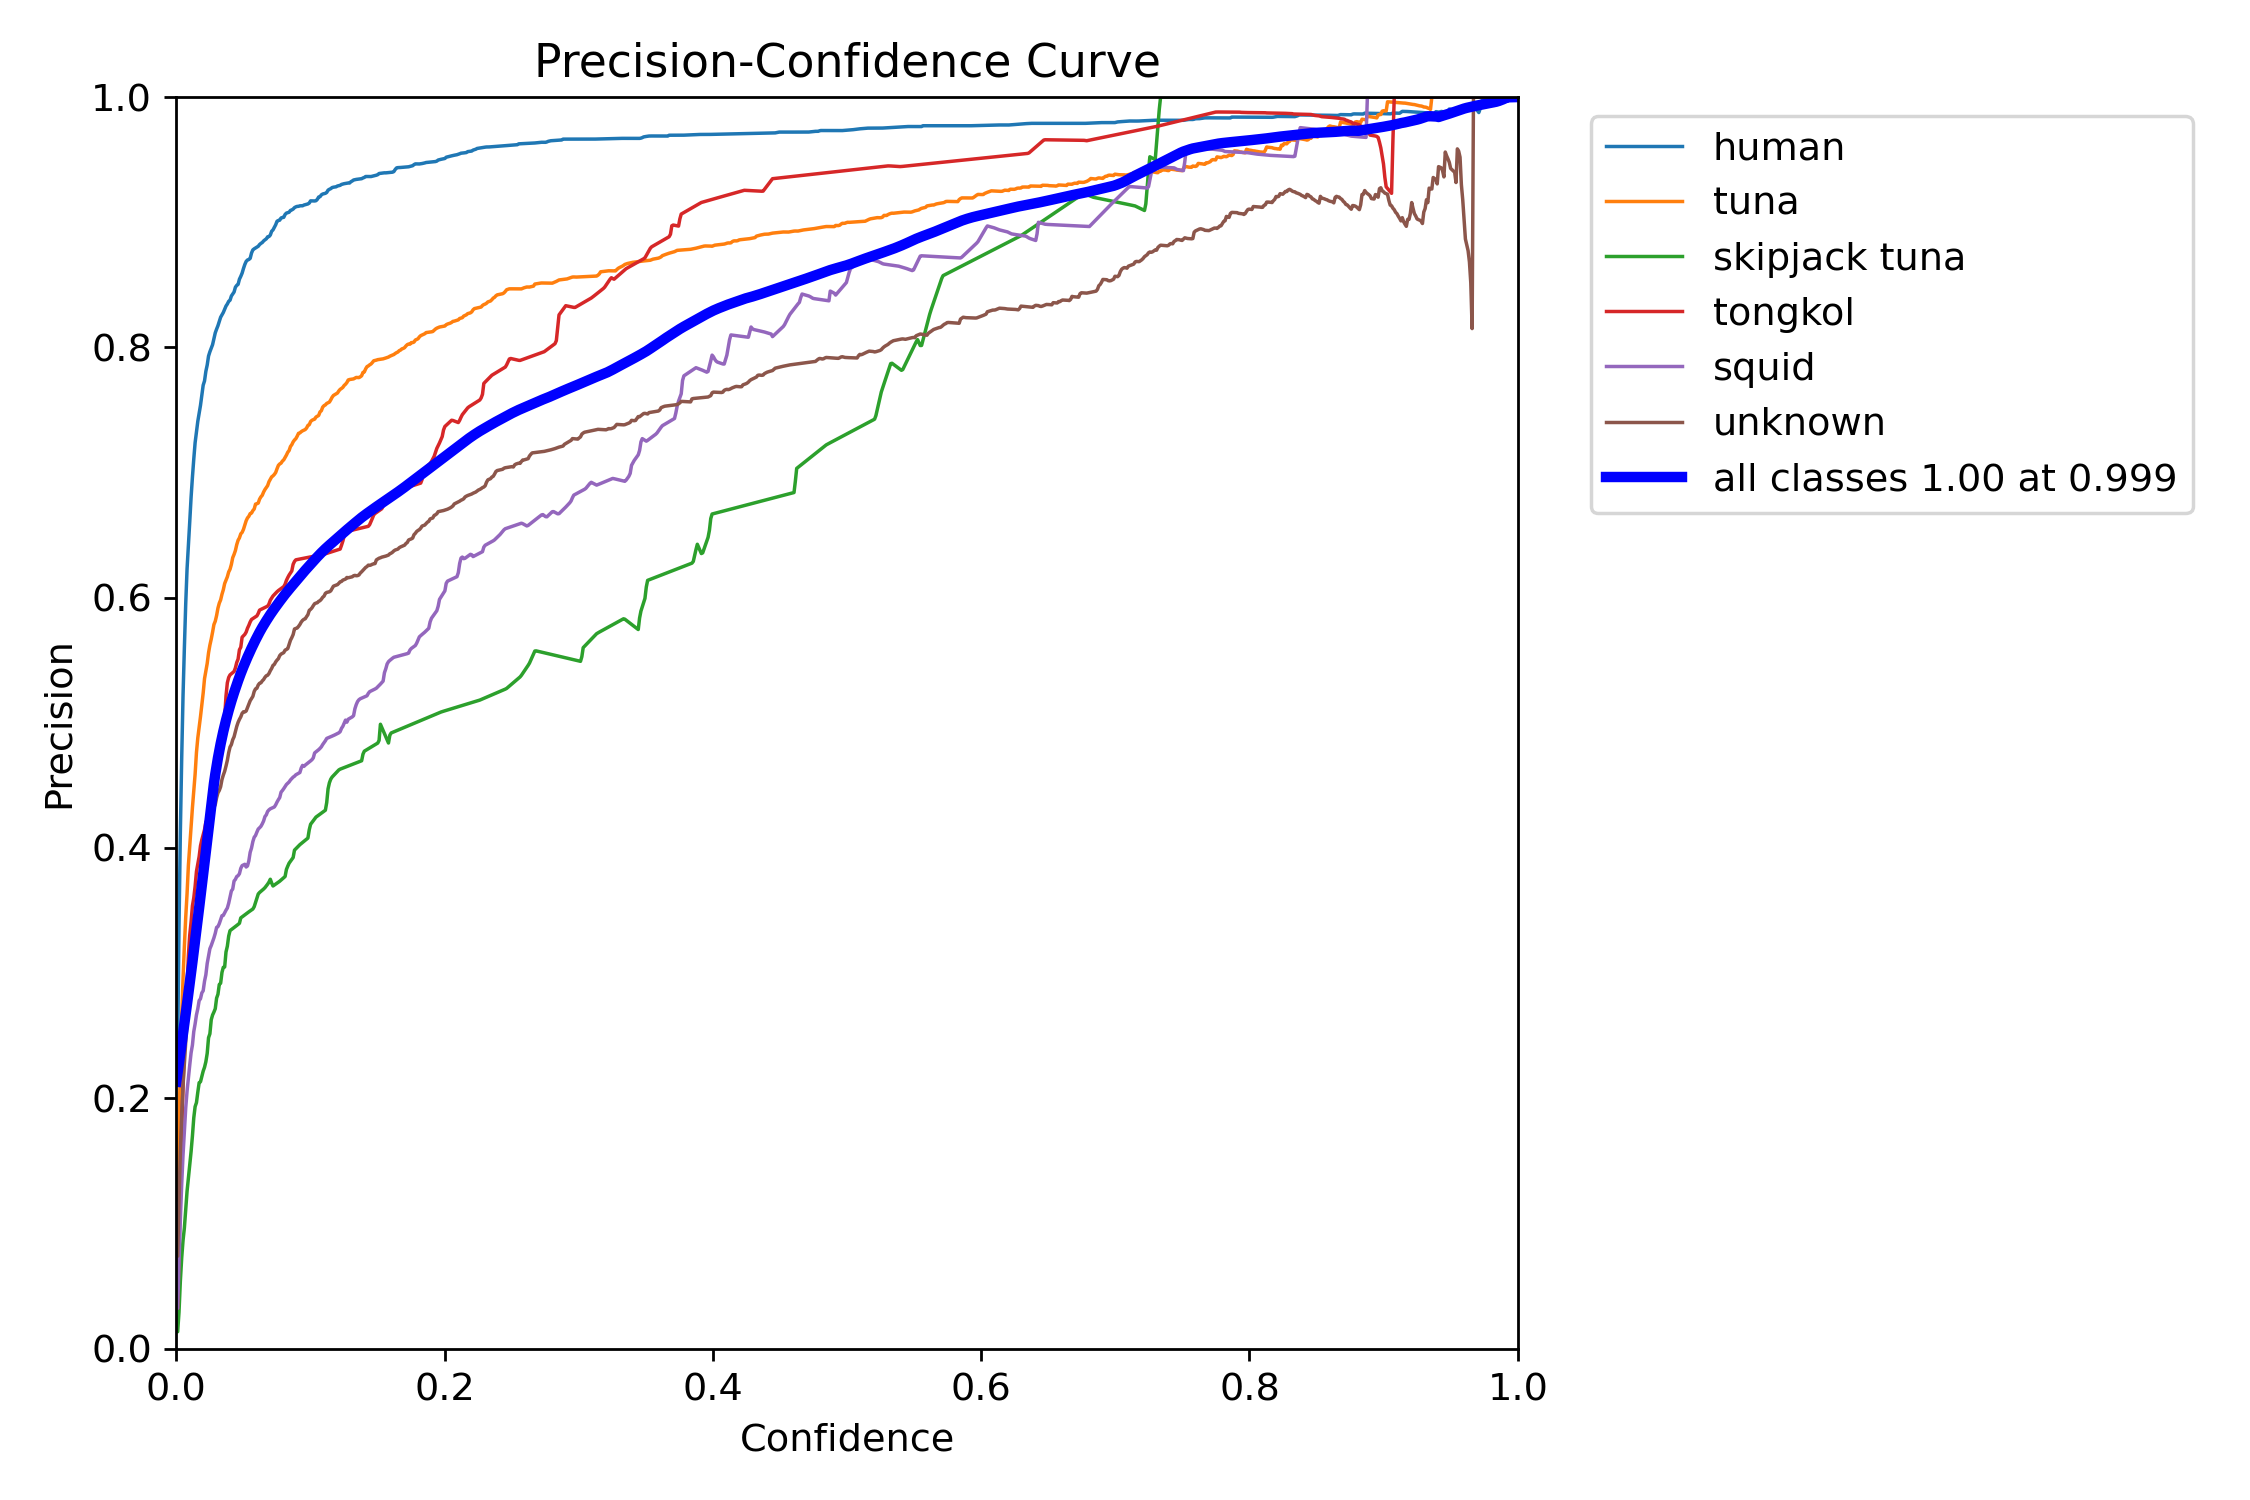 Precision-Confidence Curve
1.0
0.8
0.6
0.4
0.2
0.0
Precision
0.0 0.2 0.4 0.6 0.8 1.0
Confidence
human
tuna
skipjack tuna
tongkol
squid
unknown
all classes 1.00 at 0.999